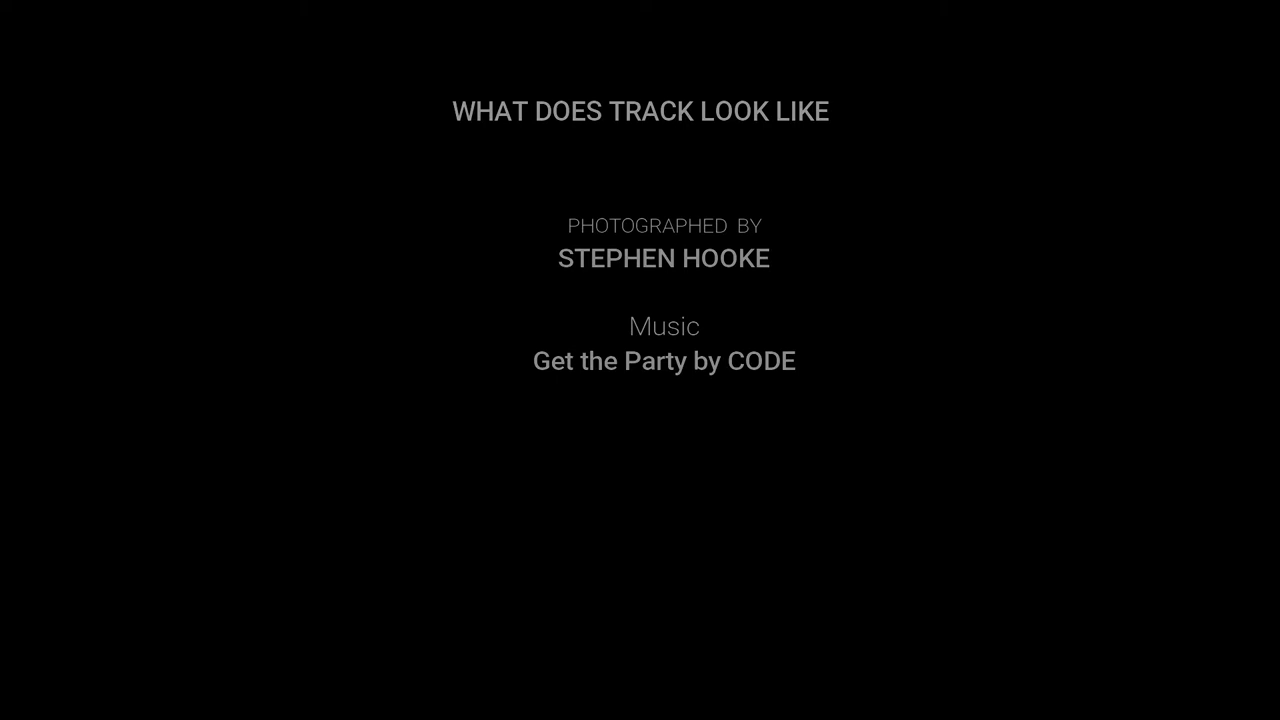 WHAT DOES TRACK LOOK LIKE
PHOTOGRAPHED BY
STEPHEN HOOKE
Music
Get the Party by CODE